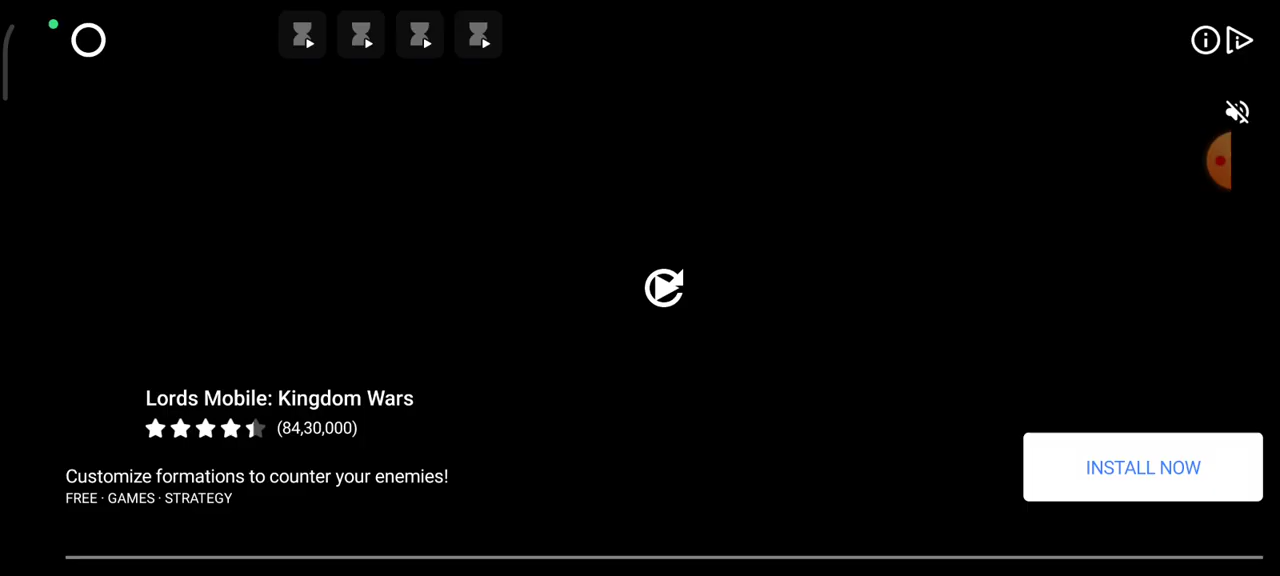 Lords Mobile: Kingdom Wars
(84,30,000)
Customize formations to counter your enemies!
FREE · GAMES · STRATEGY
INSTALL NOW